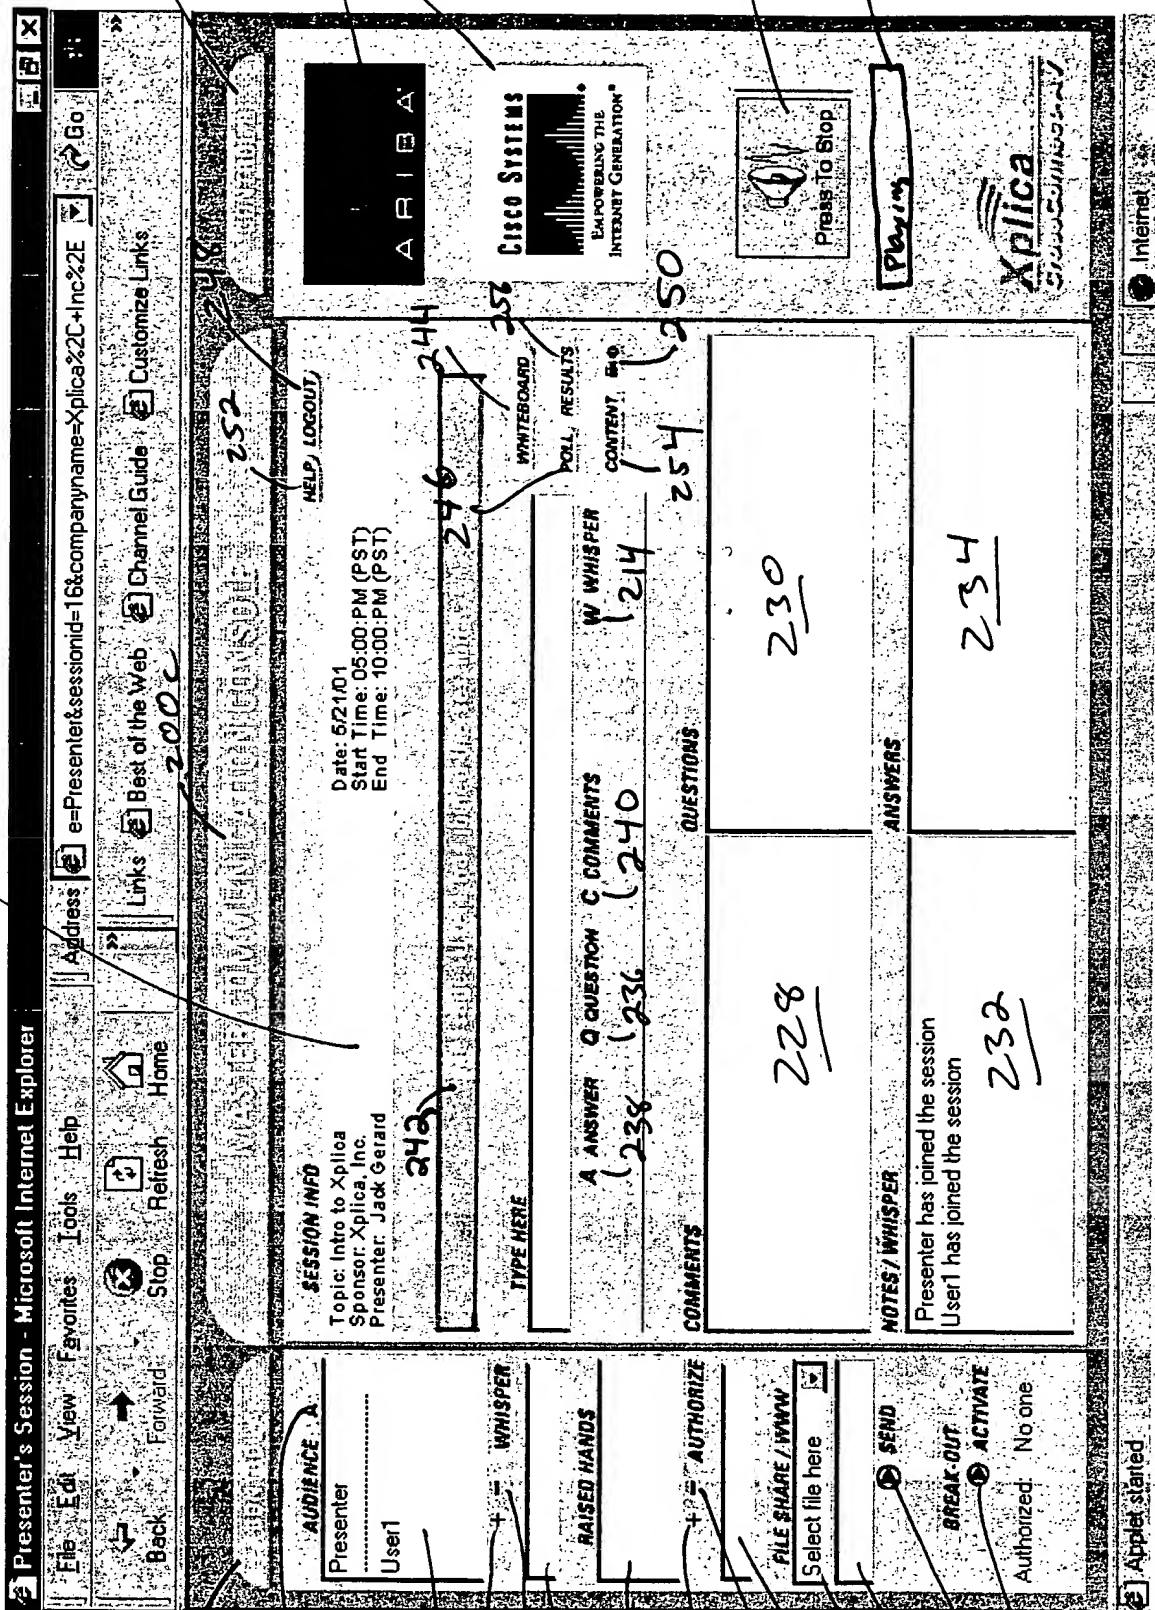 Presenter's Session - Microsoft Internet Explorer
File Edit View Favorites Tools Help
Address e=Presenter&sessionid=16&companyname=Xplica%2C+Inc%2E Go
Back Forward Stop Refresh Home
Links Best of the Web Channel Guide Customize Links
200c
252
248
MASTER COMMUNICATION CONSOLE
AUDIENCE A
Presenter
User1
+ - WHISPER
RAISED HANDS
+ - AUTHORIZE
FILE SHARE / WWW
Select file here
SEND
BREAK-OUT
ACTIVATE
Authorized: No one
SESSION INFO
HELP LOGOUT
Topic: Intro to Xplica
Sponsor: Xplica, Inc.
Presenter: Jack Gerard
Date: 5/21/01
Start Time: 05:00:PM (PST)
End Time: 10:00:PM (PST)
242
246
244
TYPE HERE
WHITEBOARD
256
POLL RESULTS
A ANSWER Q QUESTION C COMMENTS W WHISPER
238 236 240 214
CONTENT
254
250
COMMENTS
QUESTIONS
228
230
NOTES / WHISPER
ANSWERS
Presenter has joined the session
User1 has joined the session
232
234
ARIBA
CISCO SYSTEMS
EMPOWERING THE
INTERNET GENERATION
Press To Stop
Playing
Xplica
Applet started
Internet